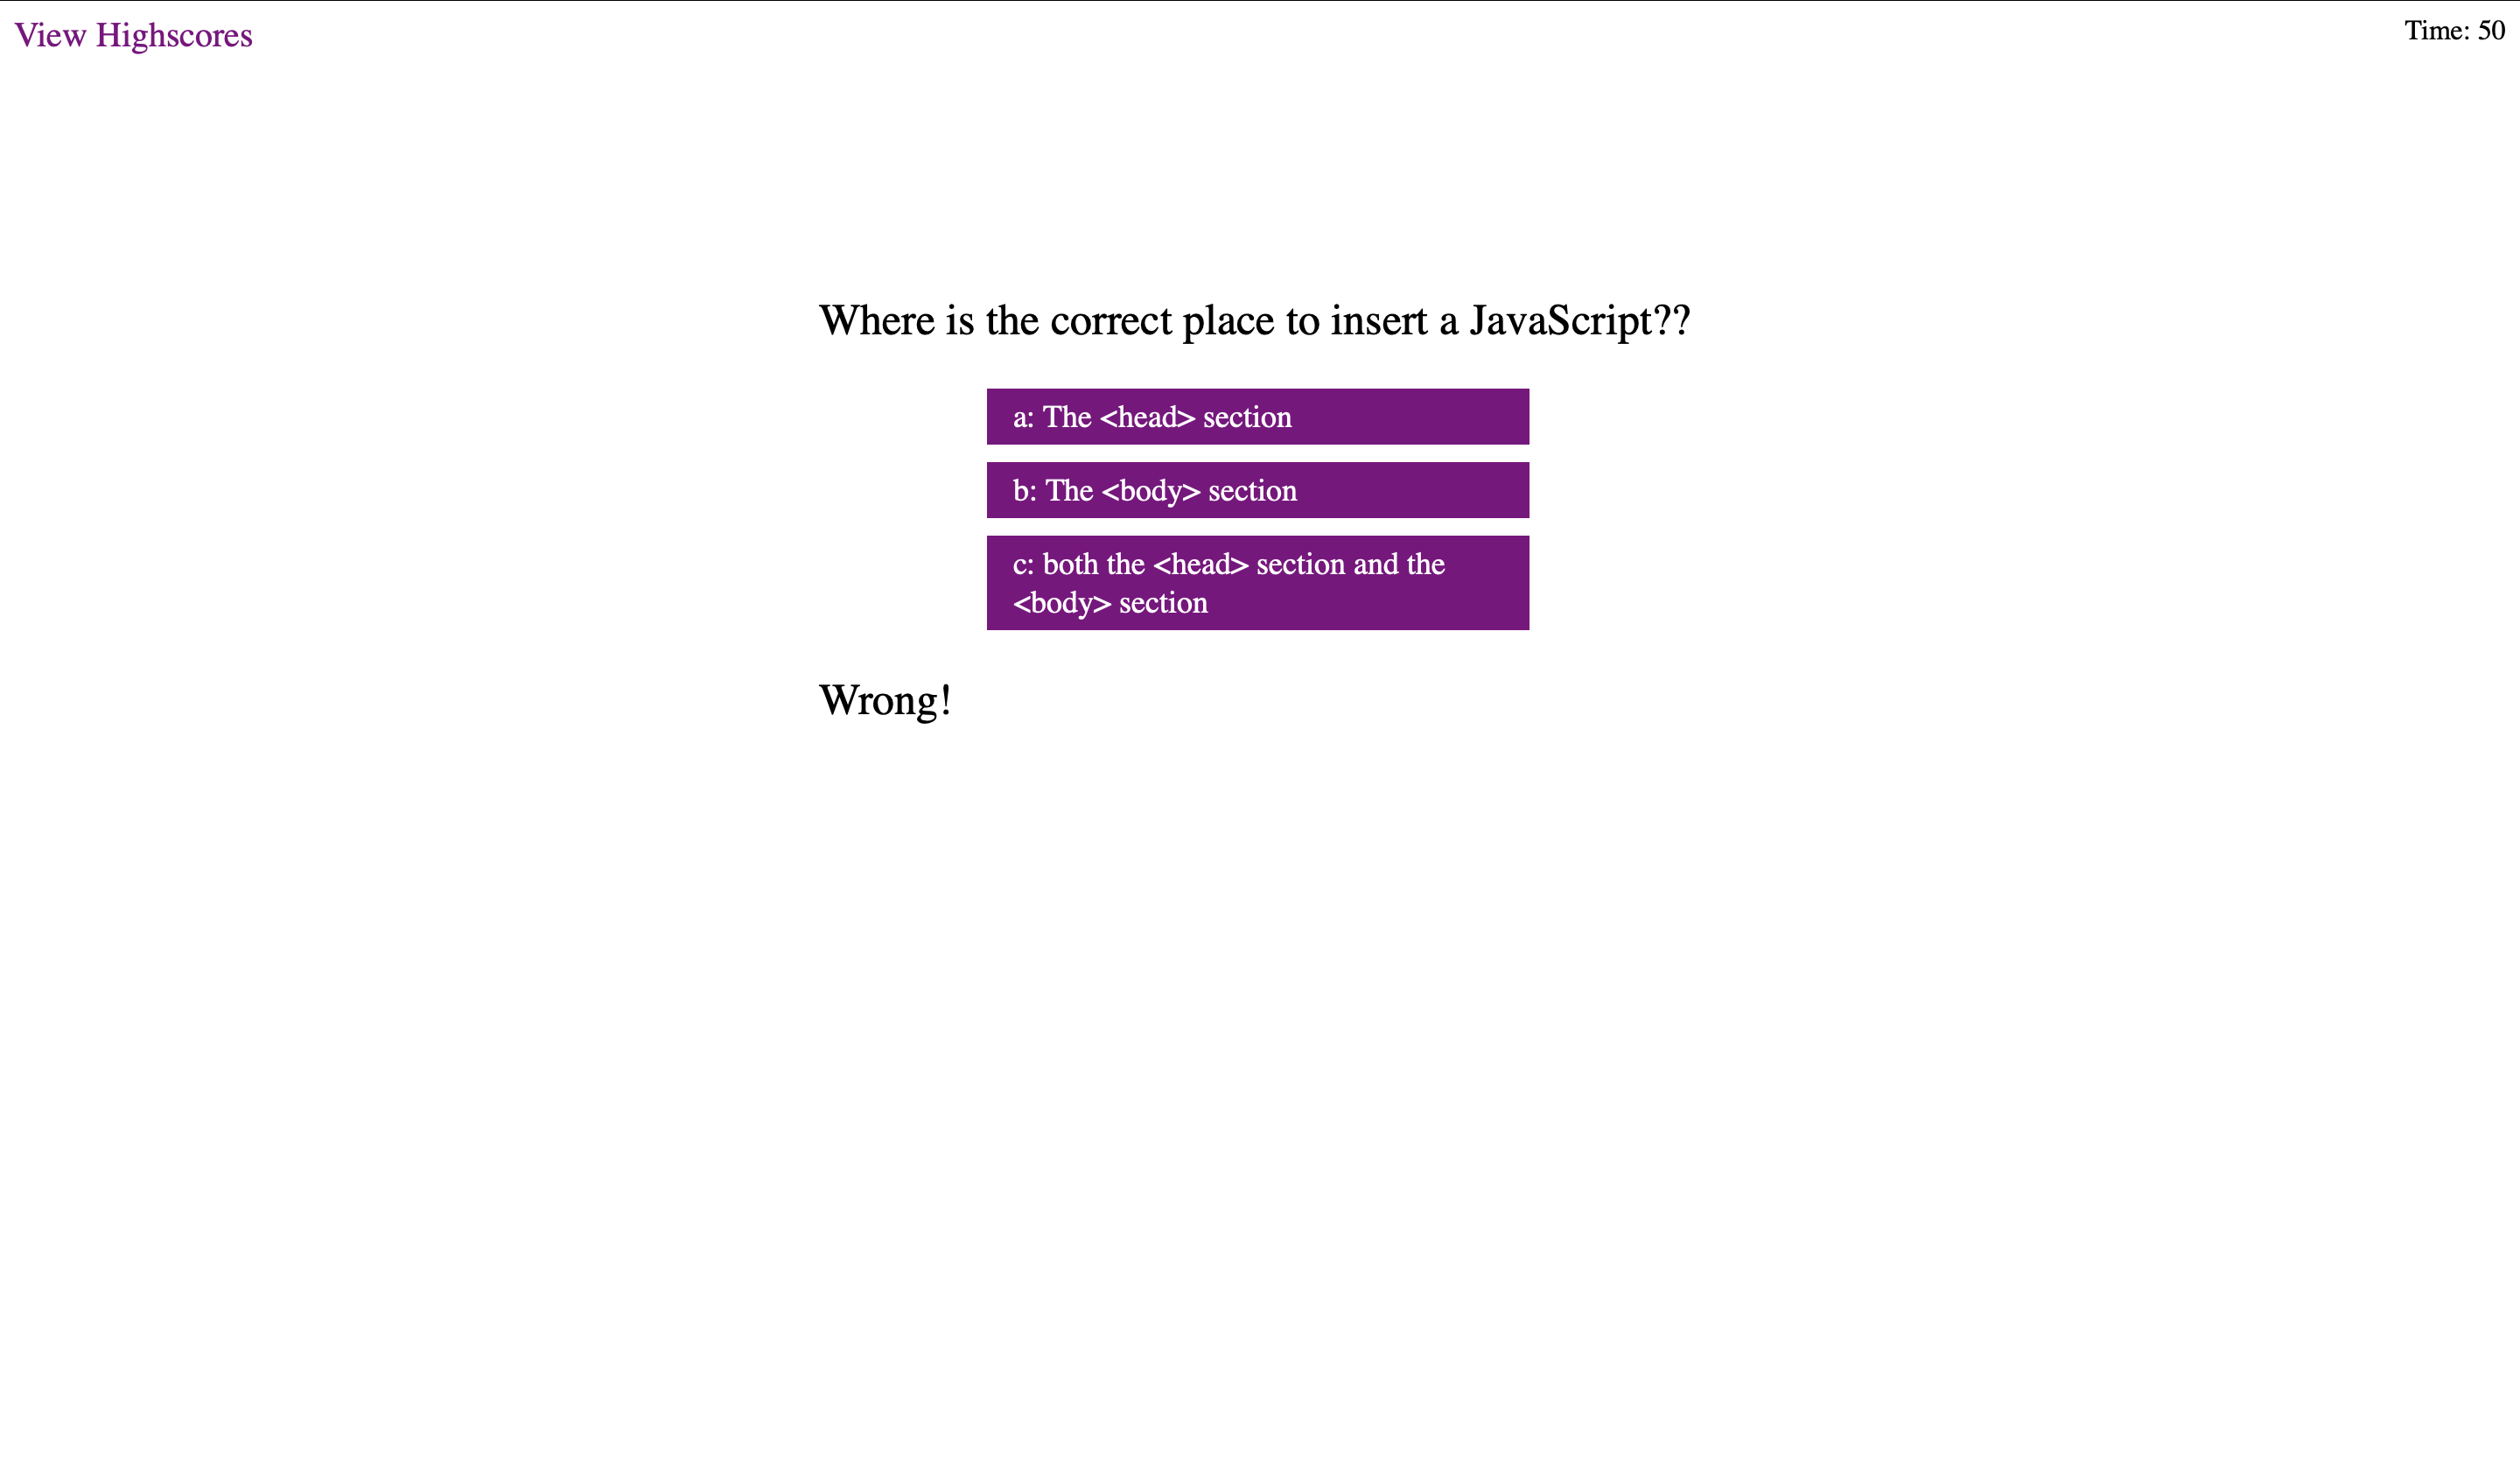 View Highscores
Time: 50
Where is the correct place to insert a JavaScript??
a: The <head> section
b: The <body> section
c: both the <head> section and the
<body> section
Wrong!